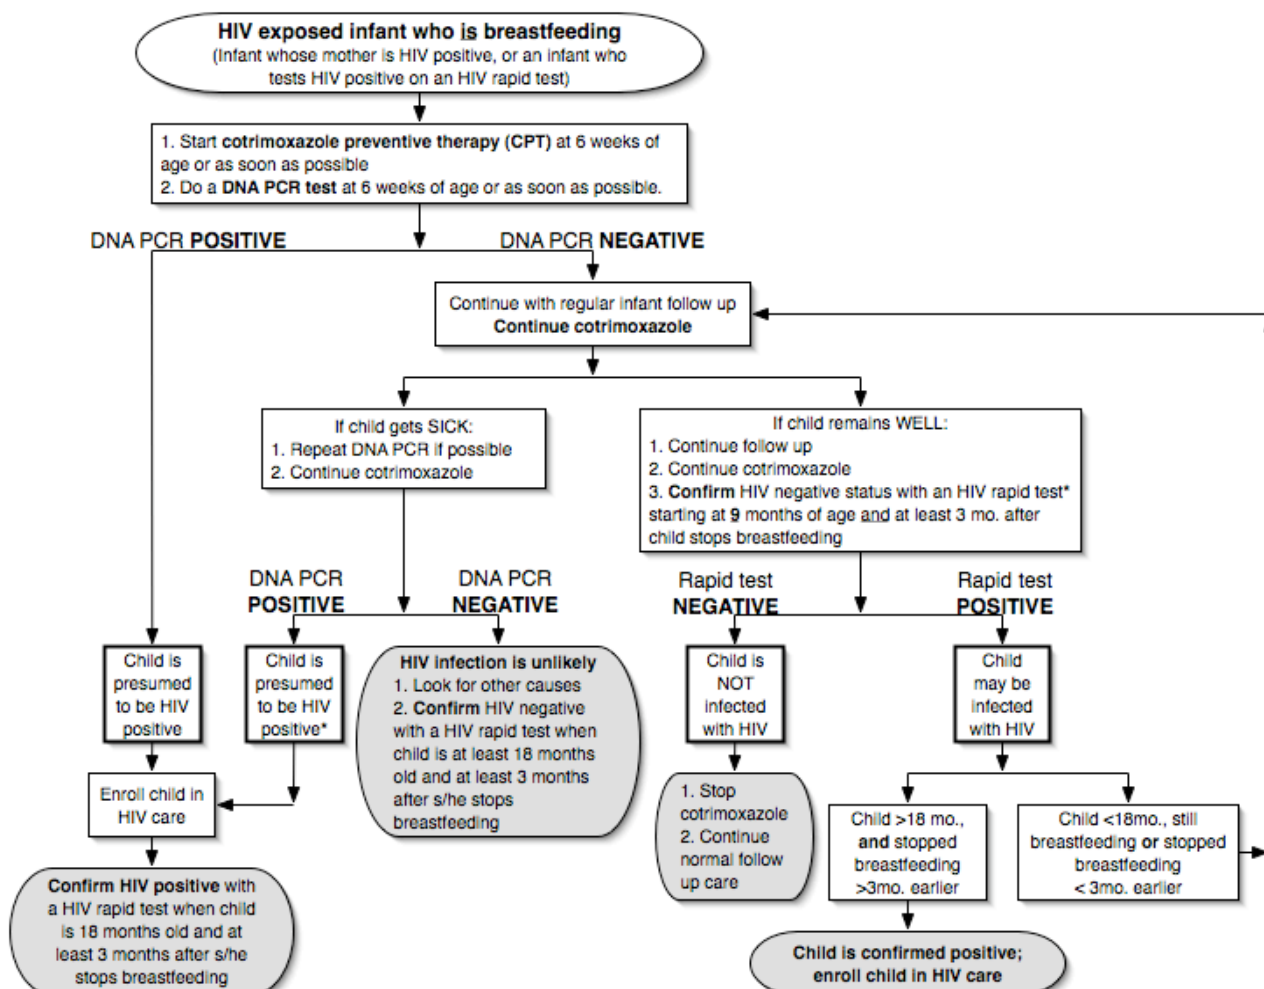 HIV exposed infant who is breastfeeding
(Infant whose mother is HIV positive, or an infant who
tests HIV positive on an HIV rapid test)
1. Start cotrimoxazole preventive therapy (CPT) at 6 weeks of
age or as soon as possible
2. Do a DNA PCR test at 6 weeks of age or as soon as possible.
DNA PCR POSITIVE
DNA PCR NEGATIVE
Continue with regular infant follow up
Continue cotrimoxazole
If child gets SICK:
1. Repeat DNA PCR if possible
2. Continue cotrimoxazole
If child remains WELL:
1. Continue follow up
2. Continue cotrimoxazole
3. Confirm HIV negative status with an HIV rapid test*
starting at 9 months of age and at least 3 mo. after
child stops breastfeeding
DNA PCR
POSITIVE
DNA PCR
NEGATIVE
Rapid test
NEGATIVE
Rapid test
POSITIVE
Child is
presumed
to be HIV
positive
Child is
presumed
to be HIV
positive*
HIV infection is unlikely
1. Look for other causes
2. Confirm HIV negative
with a HIV rapid test when
child is at least 18 months
old and at least 3 months
after s/he stops
breastfeeding
Child is
NOT
infected
with HIV
Child
may be
infected
with HIV
Enroll child in
HIV care
1. Stop
cotrimoxazole
2. Continue
normal follow
up care
Child >18 mo.,
and stopped
breastfeeding
>3mo. earlier
Child <18mo., still
breastfeeding or stopped
breastfeeding
< 3mo. earlier
Confirm HIV positive with
a HIV rapid test when child
is 18 months old and at
least 3 months after s/he
stops breastfeeding
Child is confirmed positive;
enroll child in HIV care